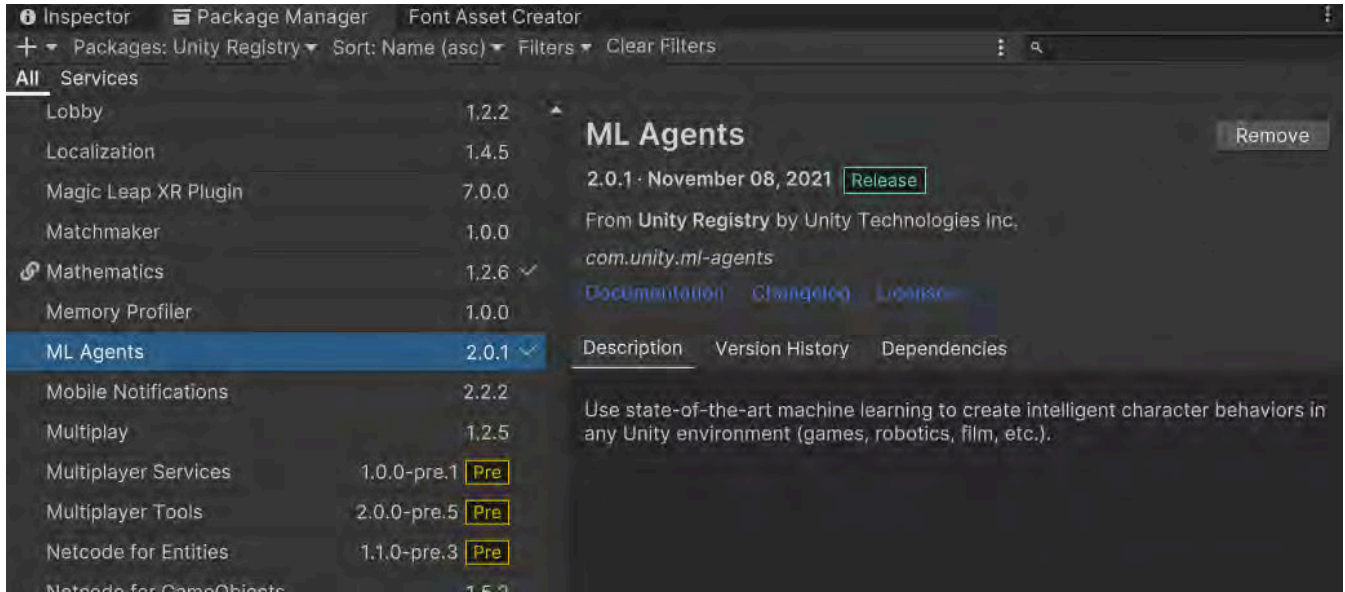 Inspector Package Manager Font Asset Creator
+ Packages: Unity Registry Sort: Name (asc) Filters Clear Filters
All Services
Lobby 1.2.2
Localization 1.4.5
Magic Leap XR Plugin 7.0.0
Matchmaker 1.0.0
Mathematics 1.2.6
Memory Profiler 1.0.0
ML Agents 2.0.1
Mobile Notifications 2.2.2
Multiplay 1.2.5
Multiplayer Services 1.0.0-pre.1 Pre
Multiplayer Tools 2.0.0-pre.5 Pre
Netcode for Entities 1.1.0-pre.3 Pre
Netcode for GameObjects 1.5.2
ML Agents
Remove
2.0.1 · November 08, 2021 Release
From Unity Registry by Unity Technologies Inc.
com.unity.ml-agents
Documentation Changelog Licenses
Description Version History Dependencies
Use state-of-the-art machine learning to create intelligent character behaviors in
any Unity environment (games, robotics, film, etc.).